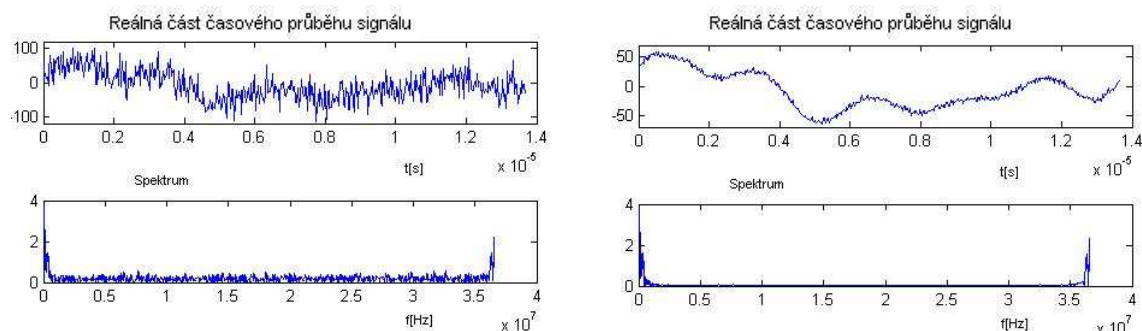 Reálná část časového průběhu signálu
100
0
-100
0 0.2 0.4 0.6 0.8 1 1.2 1.4
t[s]
x 10⁻⁵
Spektrum
4
2
0
0 0.5 1 1.5 2 2.5 3 3.5 4
f[Hz]
x 10⁷
Reálná část časového průběhu signálu
50
0
-50
0 0.2 0.4 0.6 0.8 1 1.2 1.4
t[s]
x 10⁻⁵
Spektrum
4
2
0
0 0.5 1 1.5 2 2.5 3 3.5 4
f[Hz]
x 10⁷